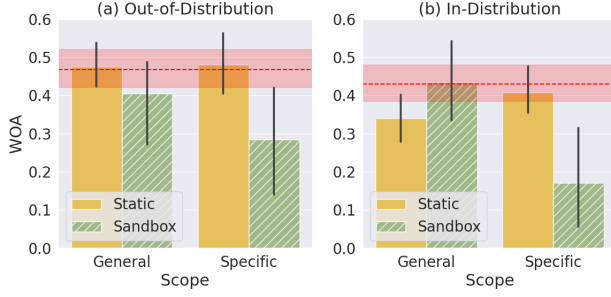 (a) Out-of-Distribution
0.6
0.5
0.4
0.3
0.2
0.1
0.0
WOA
Static
Sandbox
General
Specific
Scope
(b) In-Distribution
0.6
0.5
0.4
0.3
0.2
0.1
0.0
Static
Sandbox
General
Specific
Scope